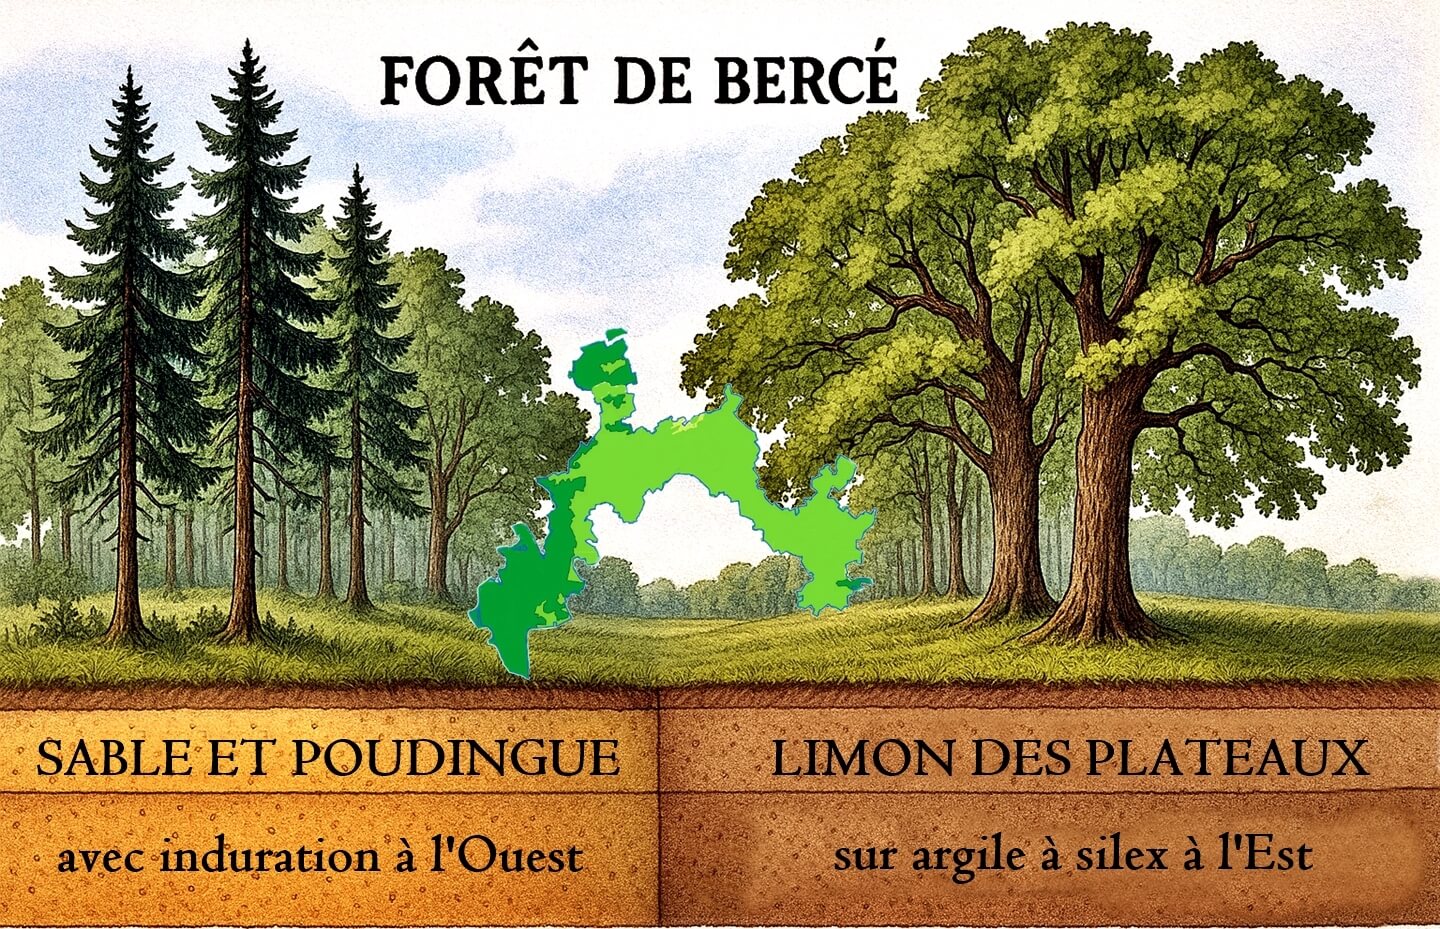 FORÊT DE BERCÉ
SABLE ET POUDINGUE
avec induration à l'Ouest
LIMON DES PLATEAUX
sur argile à silex à l'Est